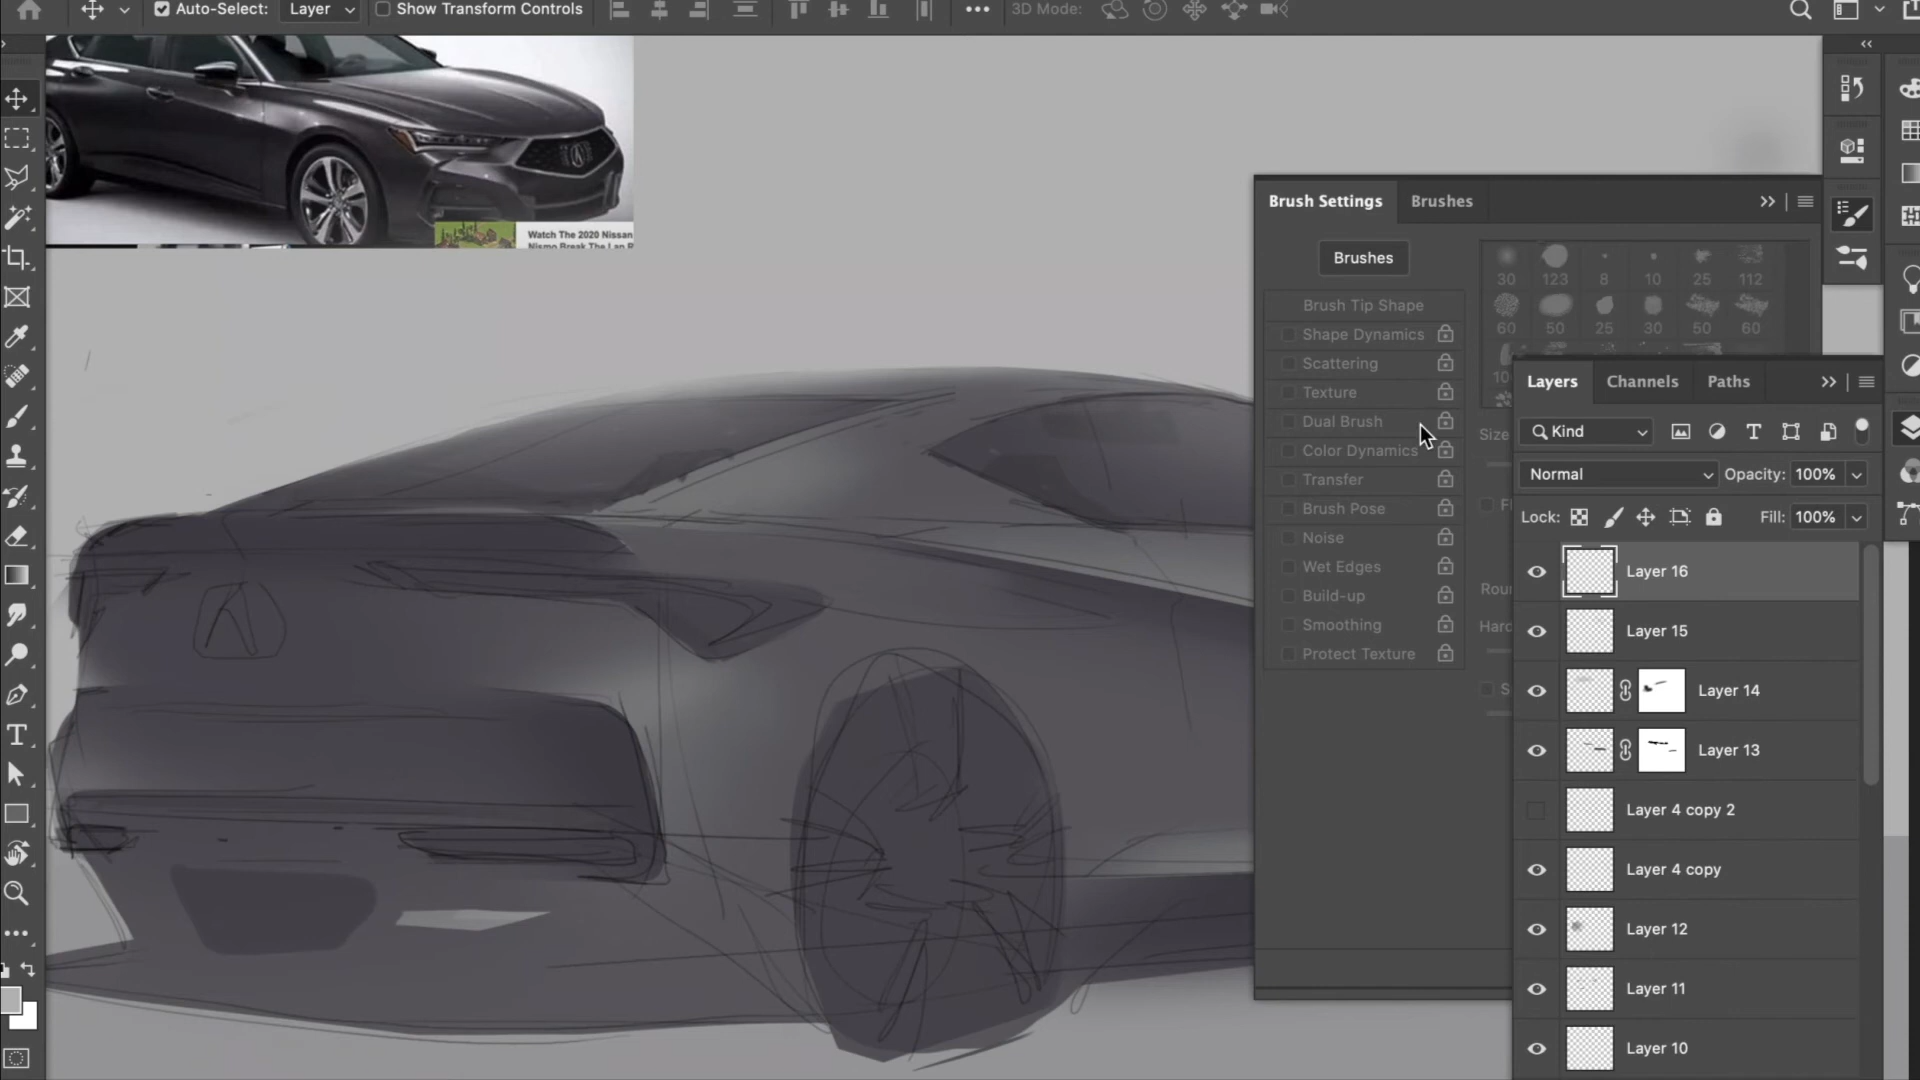 Auto-Select: Layer Show Transform Controls 3D Mode:
Watch The 2020 Nissan
Nismo Break The Lap R
Brush Settings Brushes
Brushes
30 123 8 10 25 112
60 50 25 30 50 60
Brush Tip Shape
Shape Dynamics
Scattering
Texture
Dual Brush
Color Dynamics
Transfer
Brush Pose
Noise
Wet Edges
Build-up
Smoothing
Protect Texture
Size
Layers Channels Paths
Kind
Normal Opacity: 100%
Lock: Fill: 100%
Layer 16
Layer 15
Layer 14
Layer 13
Layer 4 copy 2
Layer 4 copy
Layer 12
Layer 11
Layer 10